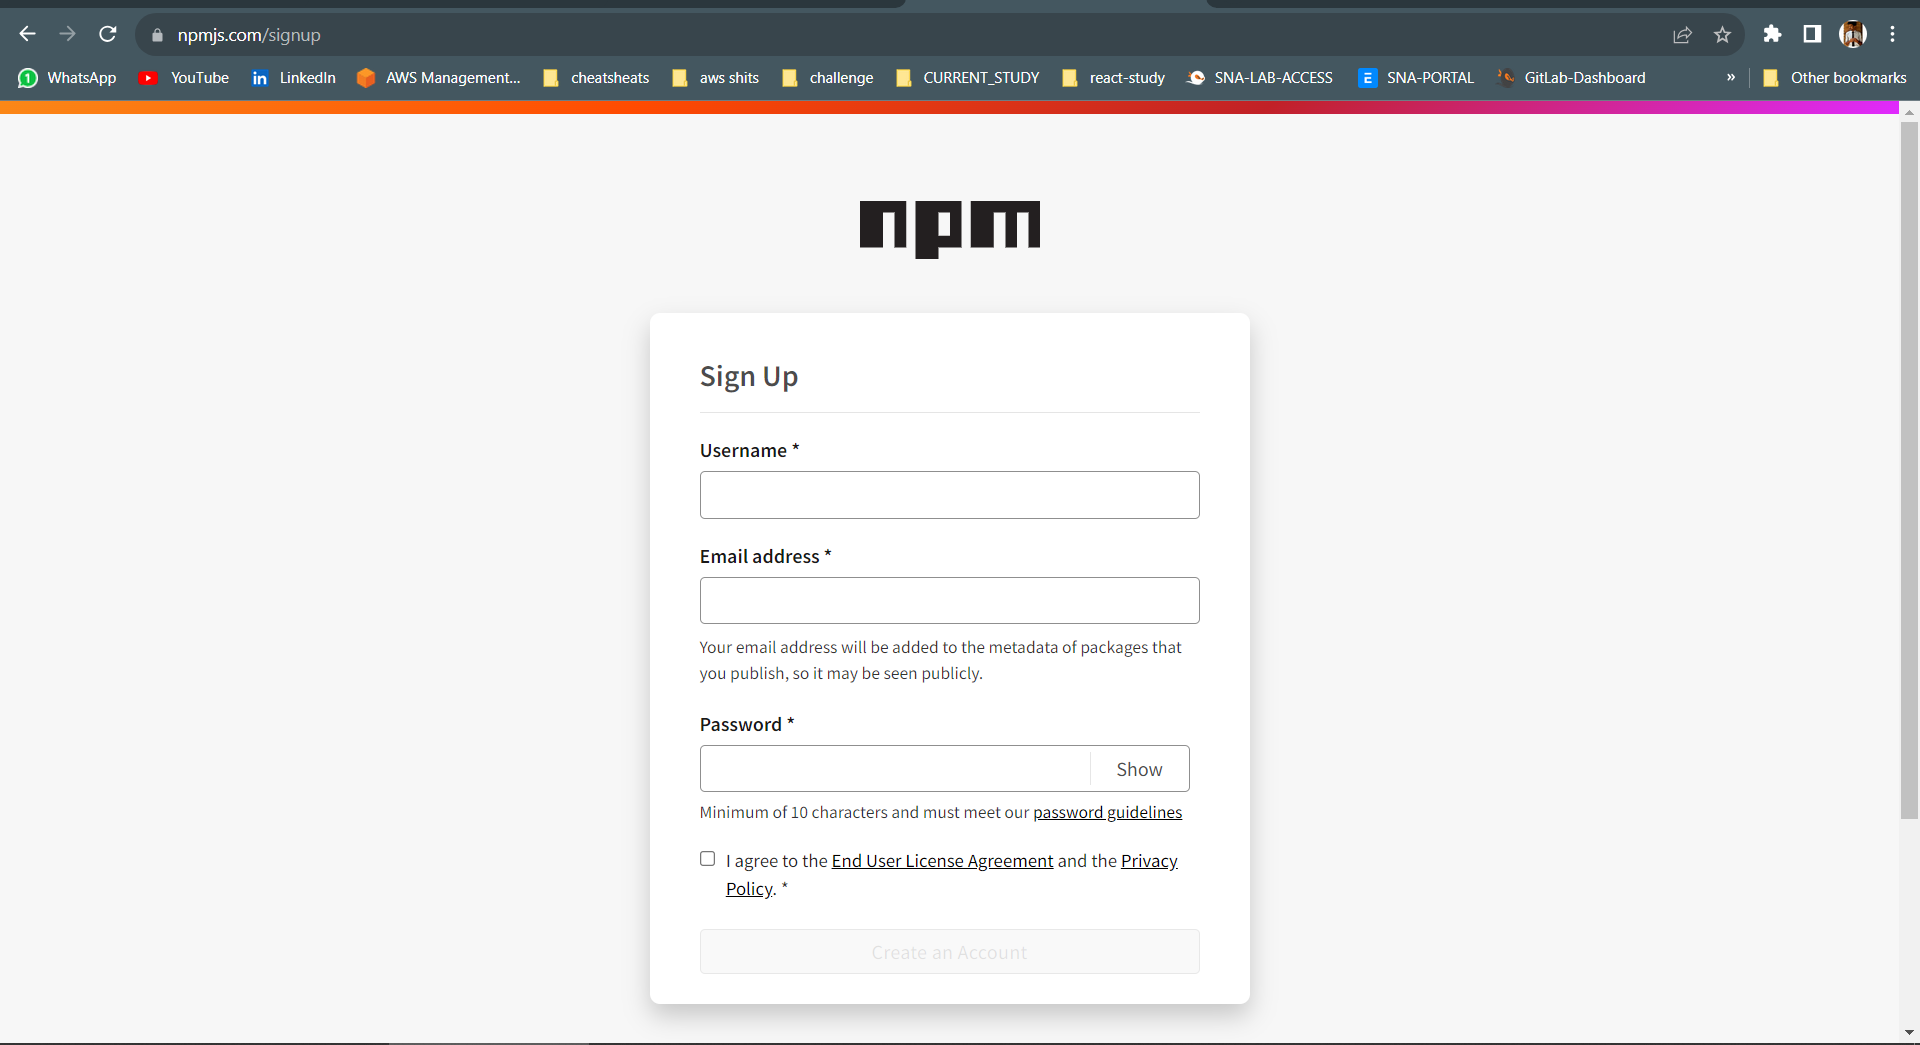 npmjs.com/signup
1 WhatsApp YouTube in LinkedIn AWS Management... cheatsheats aws shits challenge CURRENT_STUDY react-study SNA-LAB-ACCESS E SNA-PORTAL GitLab-Dashboard » Other bookmarks
npm
Sign Up
Username *
Email address *
Your email address will be added to the metadata of packages that
you publish, so it may be seen publicly.
Password *
Show
Minimum of 10 characters and must meet our password guidelines
I agree to the End User License Agreement and the Privacy
Policy. *
Create an Account